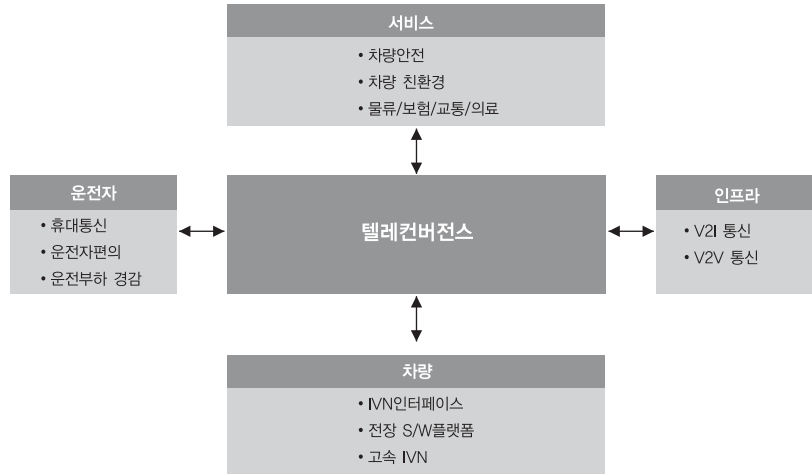 서비스
• 차량안전
• 차량 친환경
• 물류/보험/교통/의료
운전자
• 휴대통신
• 운전자편의
• 운전부하 경감
텔레컨버전스
인프라
• V2I 통신
• V2V 통신
차량
• IVN인터페이스
• 전장 S/W플랫폼
• 고속 IVN